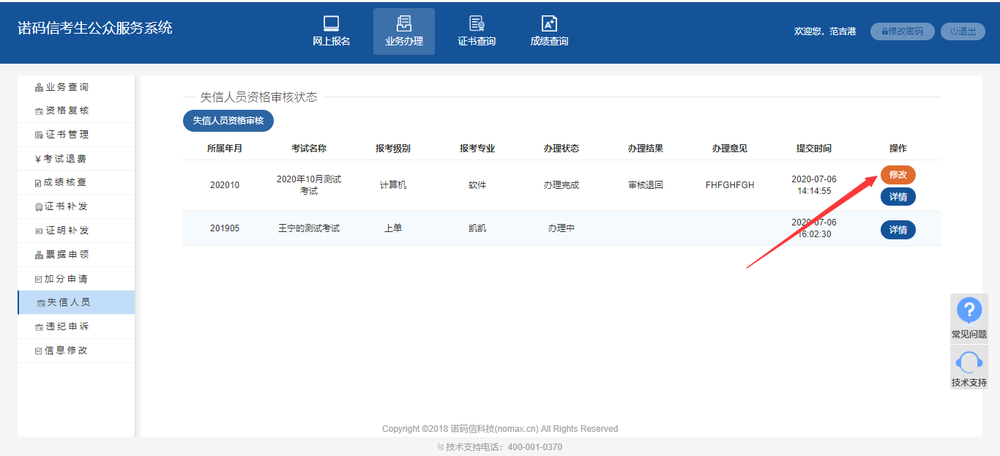 诺码信考生公众服务系统
网上报名
业务办理
证书查询
成绩查询
欢迎您，范吉港
修改密码
退出
业务查询
资格复核
证书管理
考试退费
成绩核查
证书补发
证明补发
票据申领
加分申请
失信人员
违纪申诉
信息修改
失信人员资格审核状态
失信人员资格审核
所属年月 考试名称 报考级别 报考专业 办理状态 办理结果 办理意见 提交时间 操作
202010 2020年10月测试考试 计算机 软件 办理完成 审核退回 FHFGHFGH 2020-07-06 14:14:55 修改 详情
201905 王宁的测试考试 上单 凯凯 办理中 2020-07-06 16:02:30 详情
常见问题
技术支持
Copyright ©2018 诺码信科技(nomax.cn) All Rights Reserved
技术支持电话：400-001-0370